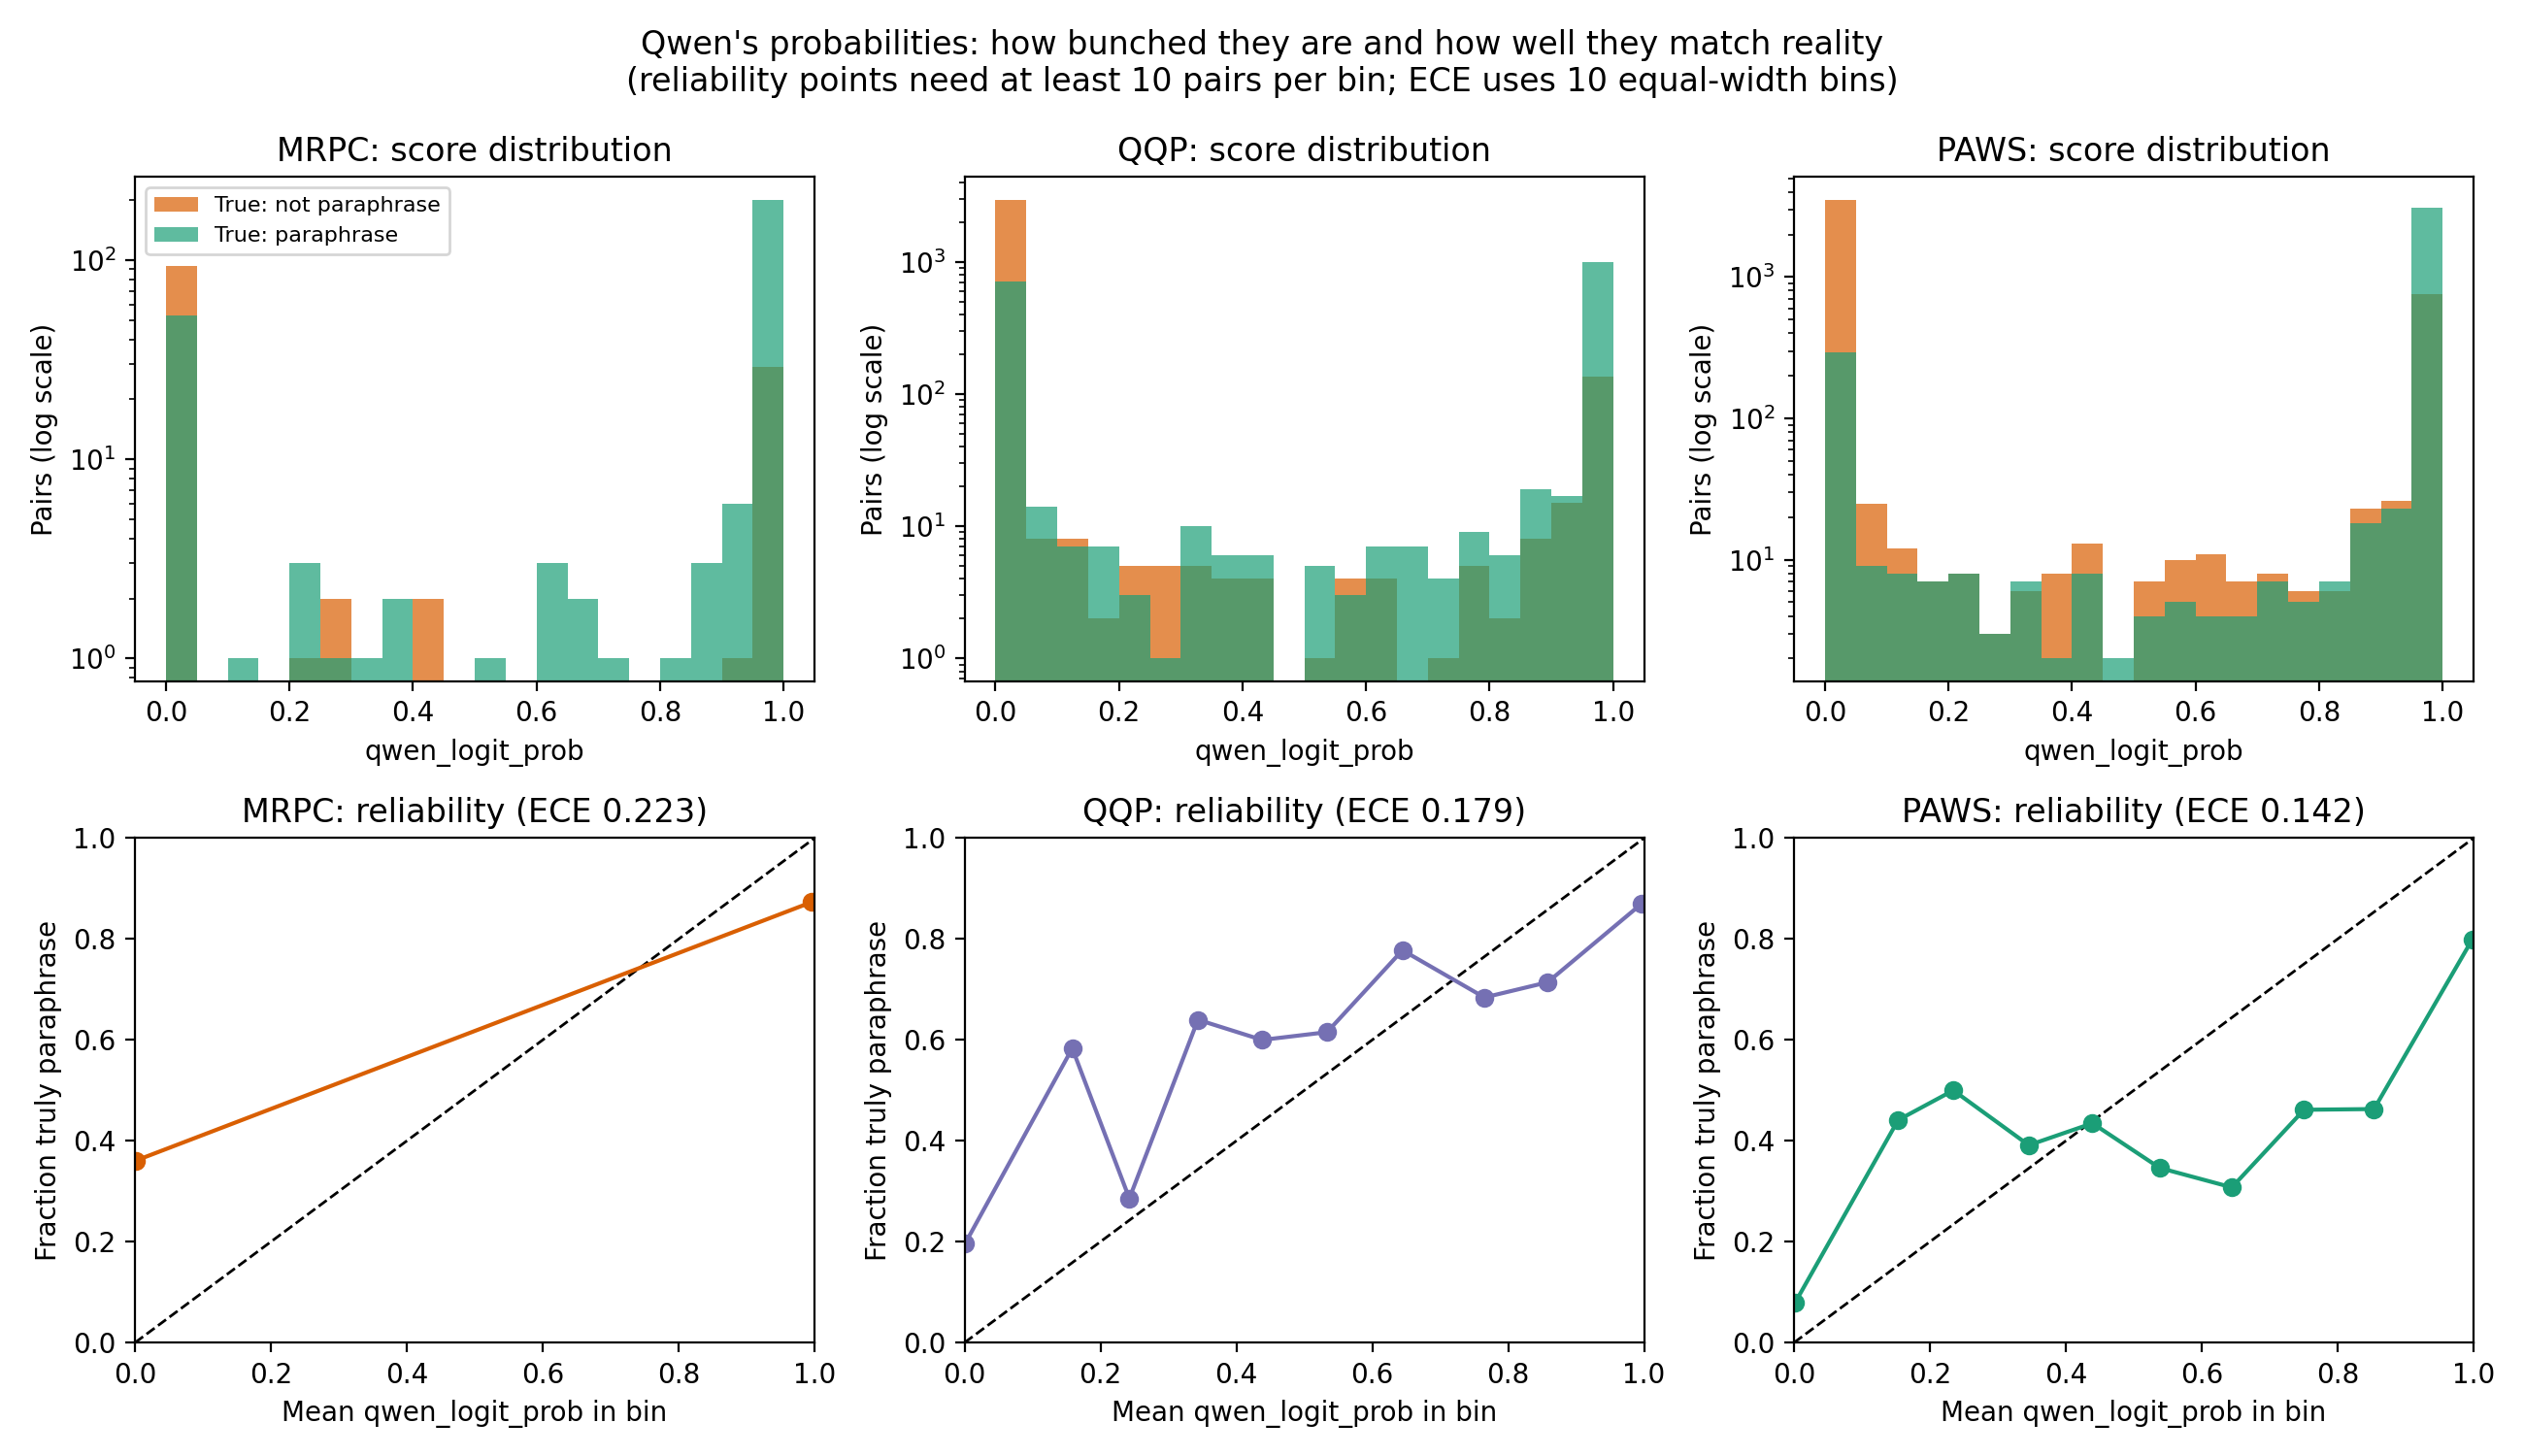 Qwen's probabilities: how bunched they are and how well they match reality
(reliability points need at least 10 pairs per bin; ECE uses 10 equal-width bins)
MRPC: score distribution
True: not paraphrase
True: paraphrase
Pairs (log scale)
10²
10¹
10⁰
0.0 0.2 0.4 0.6 0.8 1.0
qwen_logit_prob
QQP: score distribution
Pairs (log scale)
10³
10²
10¹
10⁰
0.0 0.2 0.4 0.6 0.8 1.0
qwen_logit_prob
PAWS: score distribution
Pairs (log scale)
10³
10²
10¹
0.0 0.2 0.4 0.6 0.8 1.0
qwen_logit_prob
MRPC: reliability (ECE 0.223)
Fraction truly paraphrase
1.0
0.8
0.6
0.4
0.2
0.0
0.0 0.2 0.4 0.6 0.8 1.0
Mean qwen_logit_prob in bin
QQP: reliability (ECE 0.179)
Fraction truly paraphrase
1.0
0.8
0.6
0.4
0.2
0.0
0.0 0.2 0.4 0.6 0.8 1.0
Mean qwen_logit_prob in bin
PAWS: reliability (ECE 0.142)
Fraction truly paraphrase
1.0
0.8
0.6
0.4
0.2
0.0
0.0 0.2 0.4 0.6 0.8 1.0
Mean qwen_logit_prob in bin